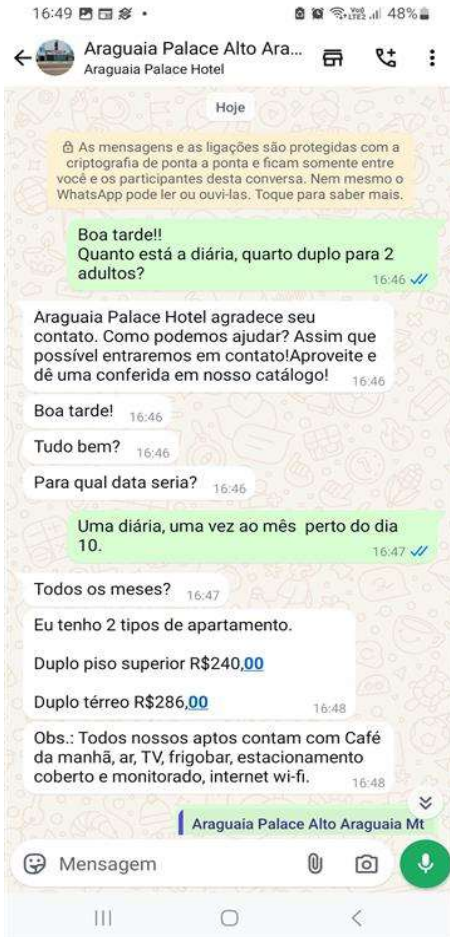 16:49
48%
Araguaia Palace Alto Ara...
Araguaia Palace Hotel
Hoje
As mensagens e as ligações são protegidas com a
criptografia de ponta a ponta e ficam somente entre
você e os participantes desta conversa. Nem mesmo o
WhatsApp pode ler ou ouvi-las. Toque para saber mais.
Boa tarde!!
Quanto está a diária, quarto duplo para 2
adultos?
16:46
Araguaia Palace Hotel agradece seu
contato. Como podemos ajudar? Assim que
possível entraremos em contato!Aproveite e
dê uma conferida em nosso catálogo!
16:46
Boa tarde! 16:46
Tudo bem? 16:46
Para qual data seria? 16:46
Uma diária, uma vez ao mês perto do dia
10.
16:47
Todos os meses? 16:47
Eu tenho 2 tipos de apartamento.
Duplo piso superior R$240,00
Duplo térreo R$286,00
16:48
Obs.: Todos nossos aptos contam com Café
da manhã, ar, TV, frigobar, estacionamento
coberto e monitorado, internet wi-fi.
16:48
Araguaia Palace Alto Araguaia Mt
Mensagem